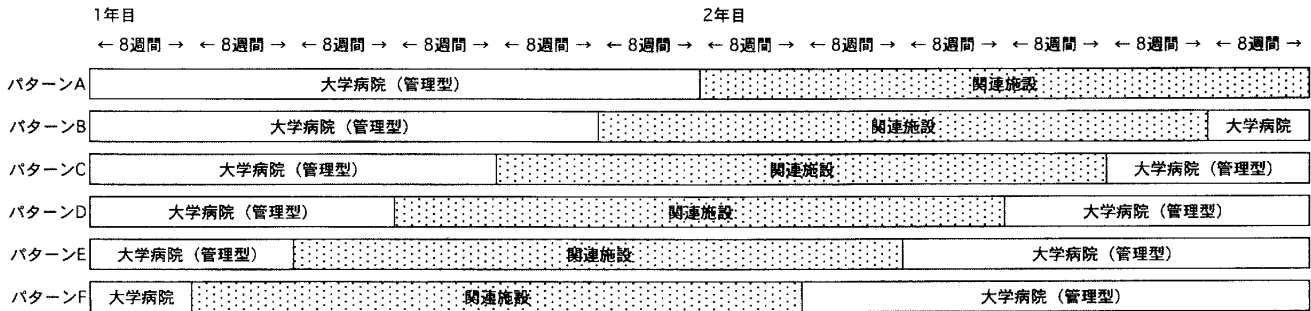 1年目 2年目
← 8週間 → ← 8週間 → ← 8週間 → ← 8週間 → ← 8週間 → ← 8週間 → ← 8週間 → ← 8週間 → ← 8週間 → ← 8週間 → ← 8週間 → ← 8週間 →
パターンA 大学病院（管理型） 関連施設
パターンB 大学病院（管理型） 関連施設 大学病院
パターンC 大学病院（管理型） 関連施設 大学病院（管理型）
パターンD 大学病院（管理型） 関連施設 大学病院（管理型）
パターンE 大学病院（管理型） 関連施設 大学病院（管理型）
パターンF 大学病院 関連施設 大学病院（管理型）